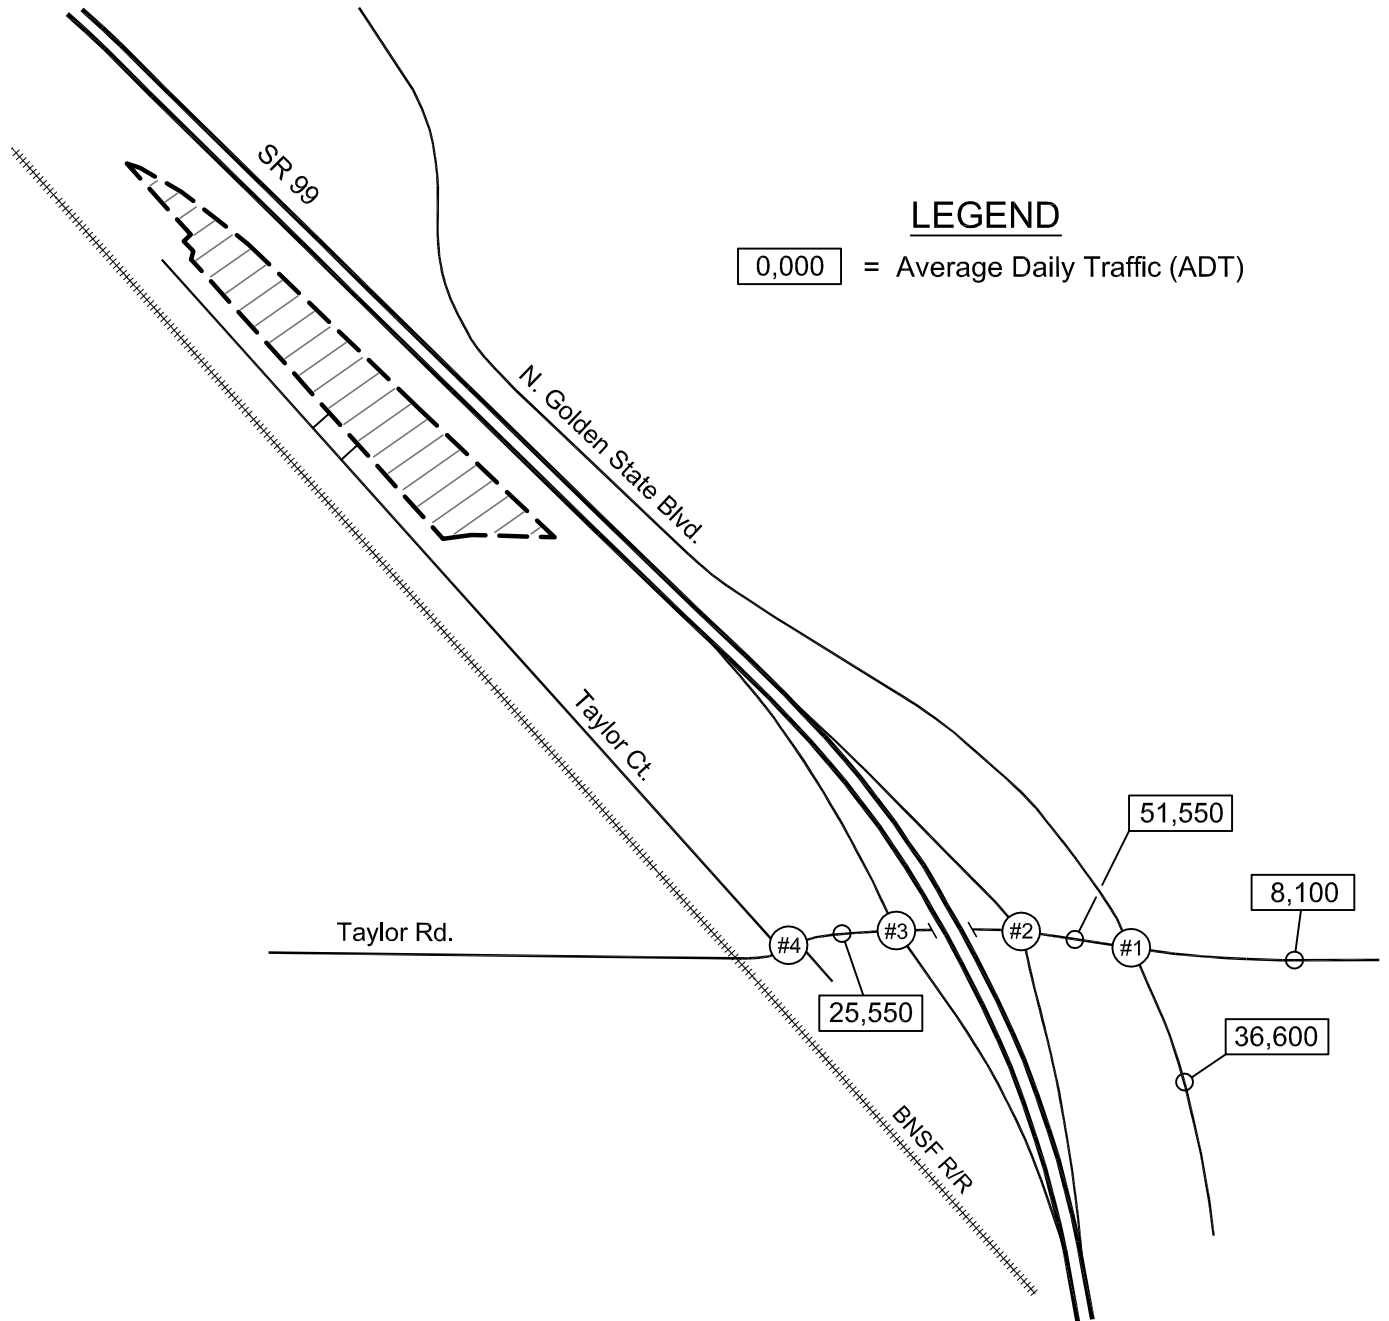 SR 99
LEGEND
0,000 = Average Daily Traffic (ADT)
N. Golden State Blvd.
Taylor Ct.
51,550
8,100
Taylor Rd.
#4
#3
#2
#1
25,550
36,600
BNSF R/R